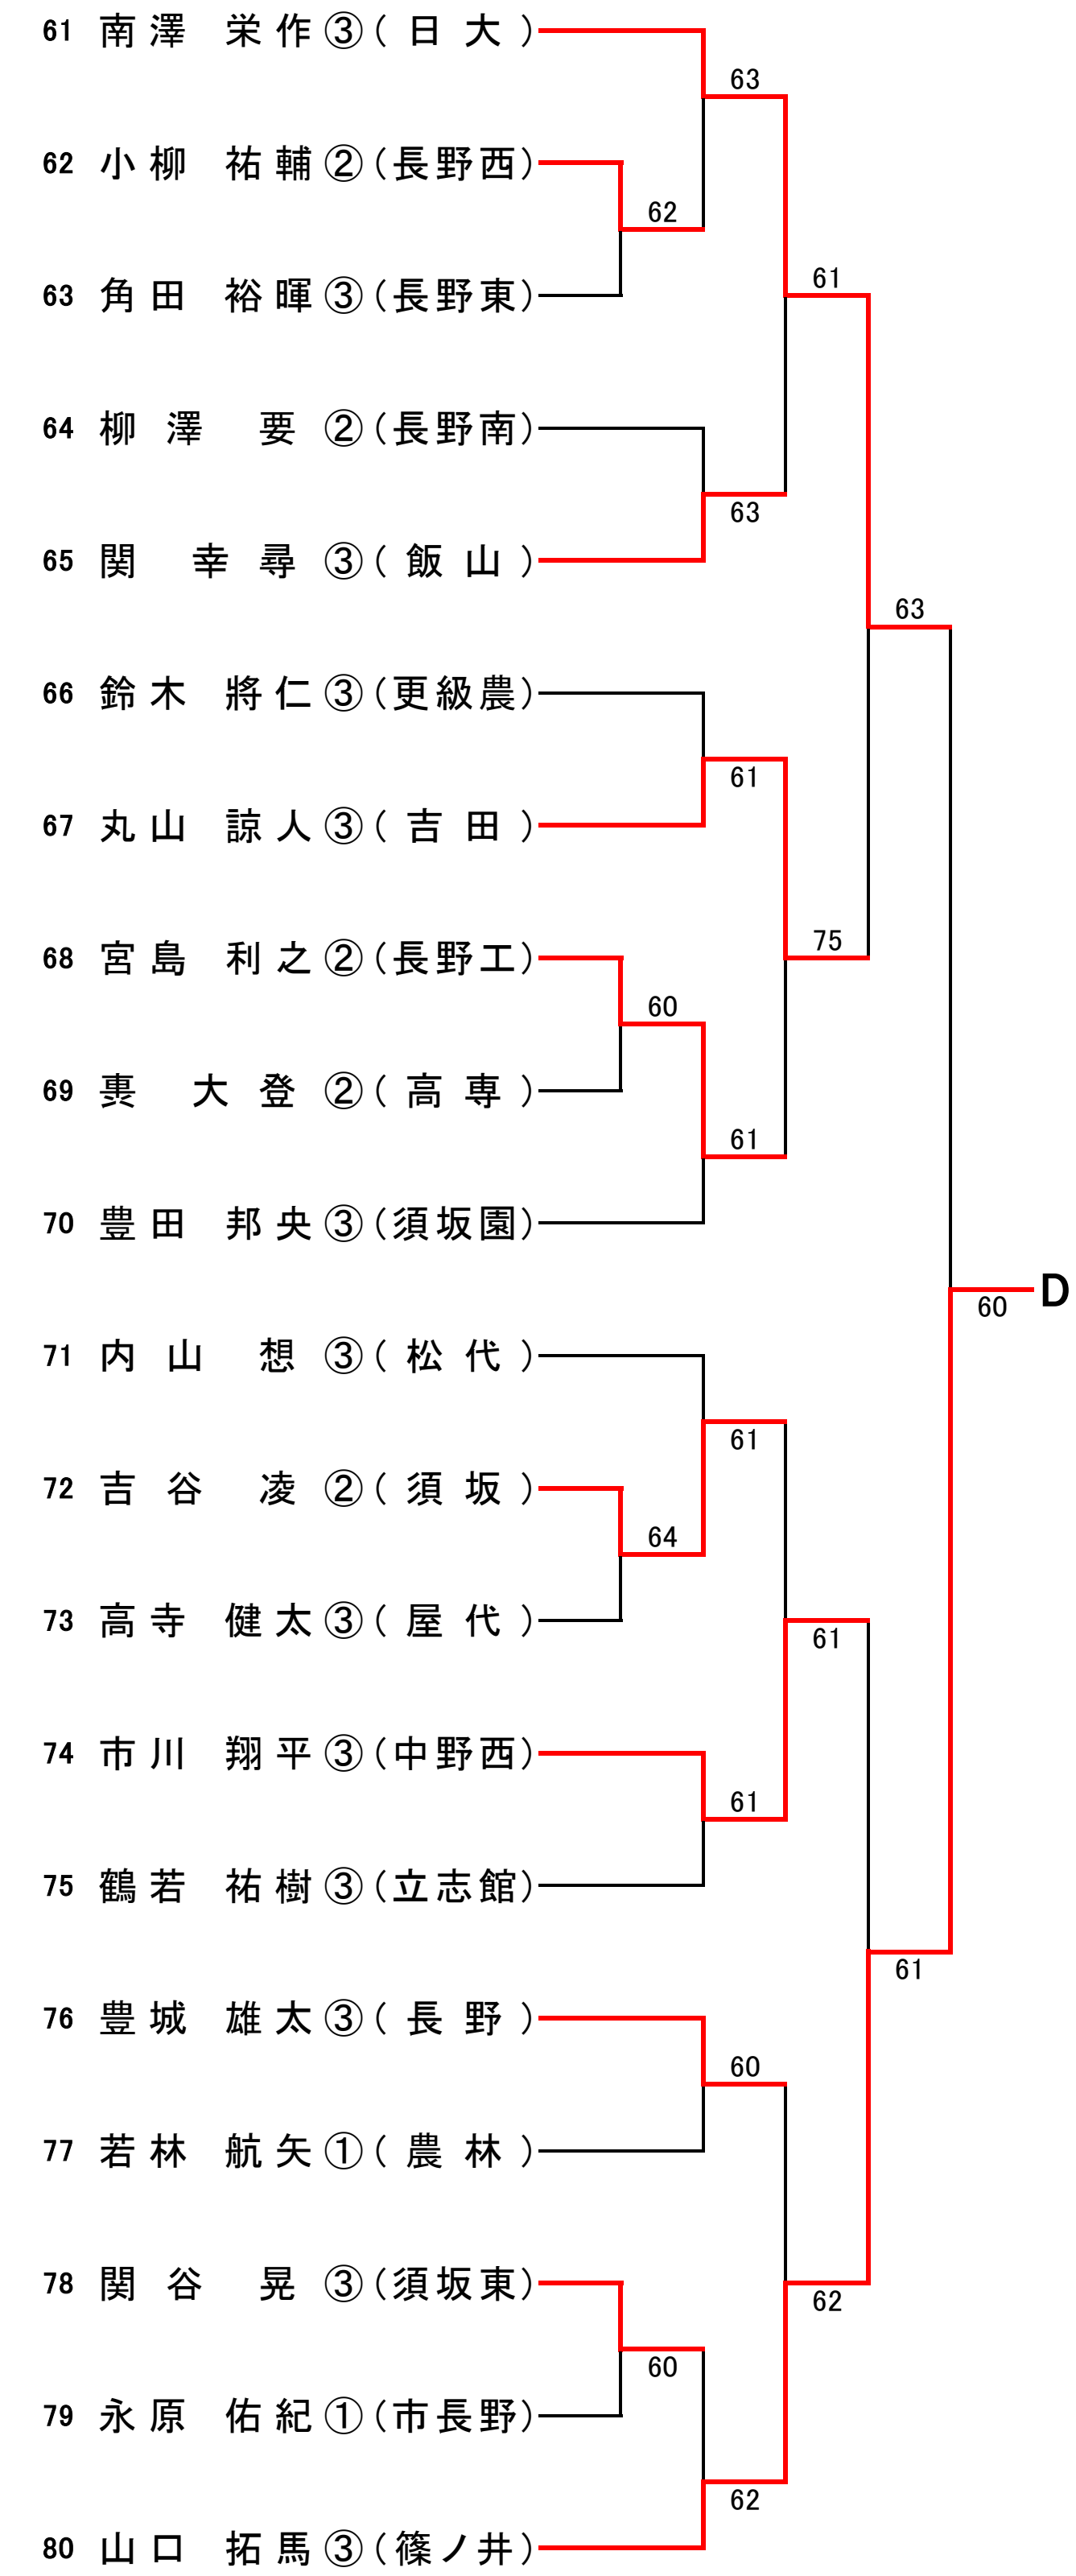 61 南澤 栄作③(日大)
63
62 小柳 祐輔②(長野西)
62
61
63 角田 裕暉③(長野東)
64 柳澤 要②(長野南)
63
65 関 幸尋③(飯山)
63
66 鈴木 將仁③(更級農)
61
67 丸山 諒人③(吉田)
75
68 宮島 利之②(長野工)
60
69 大登②(高専)
61
70 豊田 邦央③(須坂園)
D
60
71 内山 想③(松代)
61
72 吉谷 凌②(須坂)
64
73 高寺 健太③(屋代)
61
74 市川 翔平③(中野西)
61
75 鶴若 祐樹③(立志館)
61
76 豊城 雄太③(長野)
60
77 若林 航矢①(農林)
78 関谷 晃③(須坂東)
62
60
79 永原 佑紀①(市長野)
62
80 山口 拓馬③(篠ノ井)